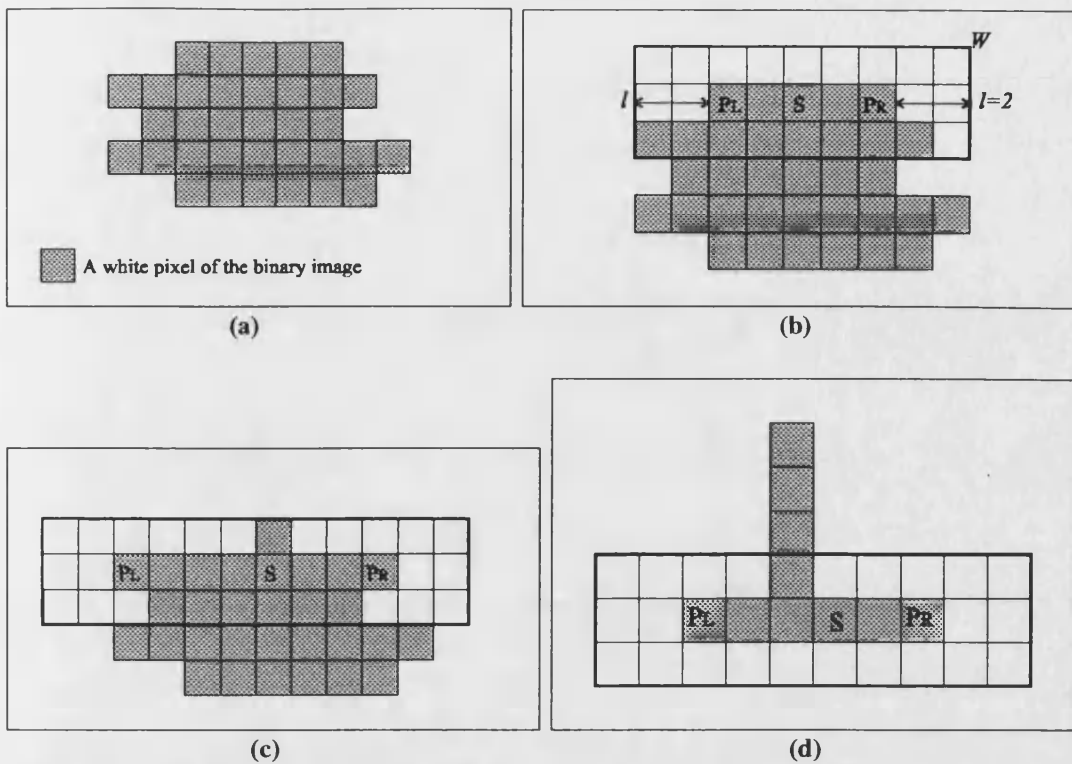 W
l
PL S PR
l=2
A white pixel of the binary image
(a)
(b)
PL S PR
PL S PR
(c)
(d)